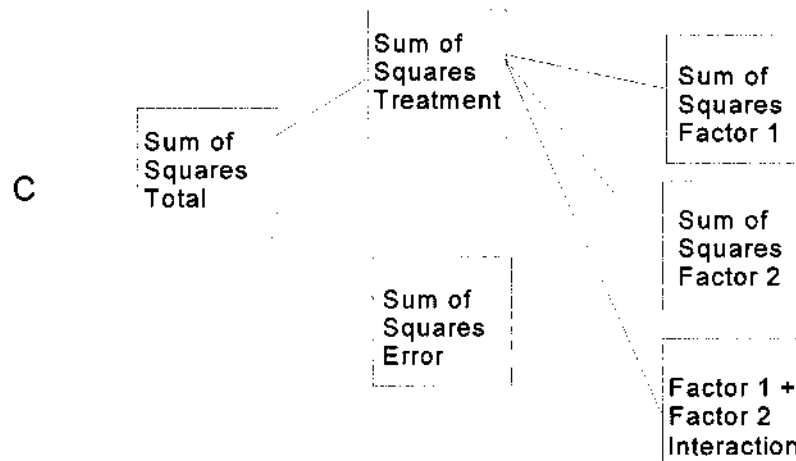 C
Sum of
Squares
Total
Sum of
Squares
Treatment
Sum of
Squares
Error
Sum of
Squares
Factor 1
Sum of
Squares
Factor 2
Factor 1 +
Factor 2
Interaction